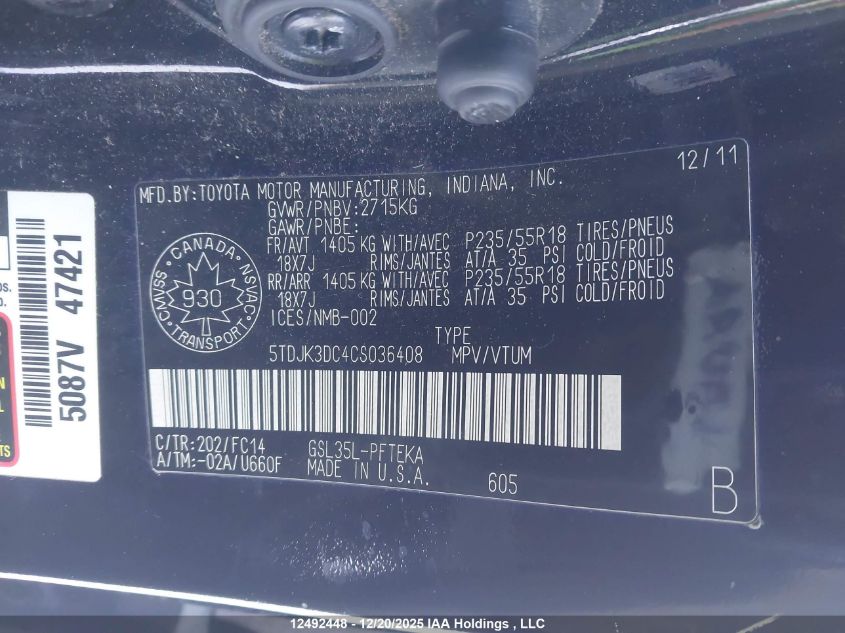 12/11
MFD.BY:TOYOTA MOTOR MANUFACTURING, INDIANA, INC.
GVWR/PNBV:2715KG
GAWR/PNBE:
FR/AVT 1405 KG WITH/AVEC P235/55R18 TIRES/PNEUS
18X7J RIMS/JANTES AT/A 35 PSI COLD/FROID
RR/ARR 1405 KG WITH/AVEC P235/55R18 TIRES/PNEUS
18X7J RIMS/JANTES AT/A 35 PSI COLD/FROID
ICES/NMB-002
CANADA
CMVSS
NSVAC
930
TRANSPORT
TYPE
5TDJK3DC4CS036408 MPV/VTUM
C/TR:202/FC14 GSL35L-PFTEKA
A/TM:-02A/U660F MADE IN U.S.A.
605
B
5087V 47421
12492448 - 12/20/2025 IAA Holdings , LLC